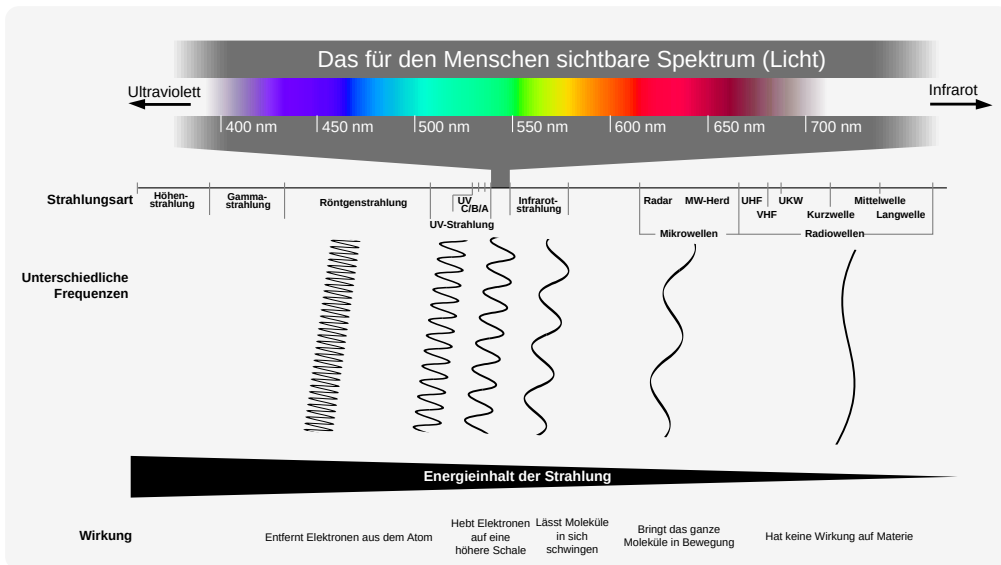 Das für den Menschen sichtbare Spektrum (Licht)
Ultraviolett
Infrarot
400 nm
450 nm
500 nm
550 nm
600 nm
650 nm
700 nm
Strahlungsart
Höhen-
strahlung
Gamma-
strahlung
Röntgenstrahlung
UV
C/B/A
UV-Strahlung
Infrarot-
strahlung
Radar
MW-Herd
Mikrowellen
UHF
VHF
UKW
Kurzwelle
Mittelwelle
Langwelle
Radiowellen
Unterschiedliche
Frequenzen
Energieinhalt der Strahlung
Wirkung
Entfernt Elektronen aus dem Atom
Hebt Elektronen
auf eine
höhere Schale
Lässt Moleküle
in sich
schwingen
Bringt das ganze
Moleküle in Bewegung
Hat keine Wirkung auf Materie